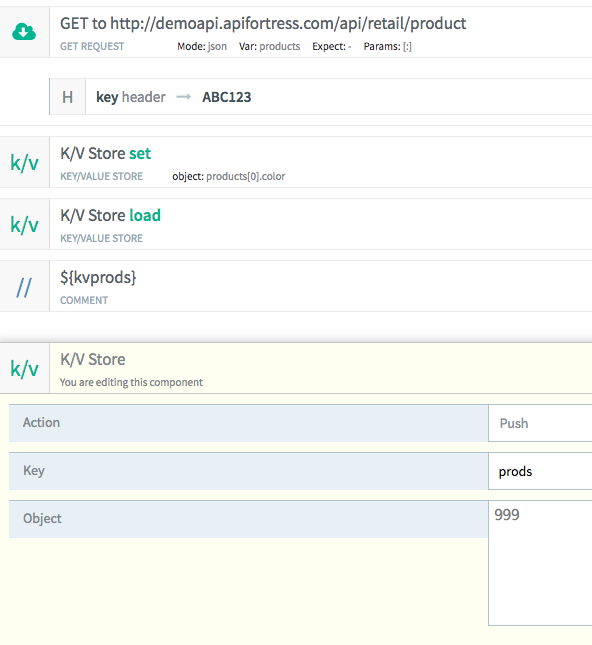 GET to http://demoapi.apifortress.com/api/retail/product
GET REQUEST Mode: json Var: products Expect: - Params: [:]
H key header → ABC123
k/v K/V Store set
KEY/VALUE STORE object: products[0].color
k/v K/V Store load
KEY/VALUE STORE
// ${kvprods}
COMMENT
k/v K/V Store
You are editing this component
Action Push
Key prods
Object 999